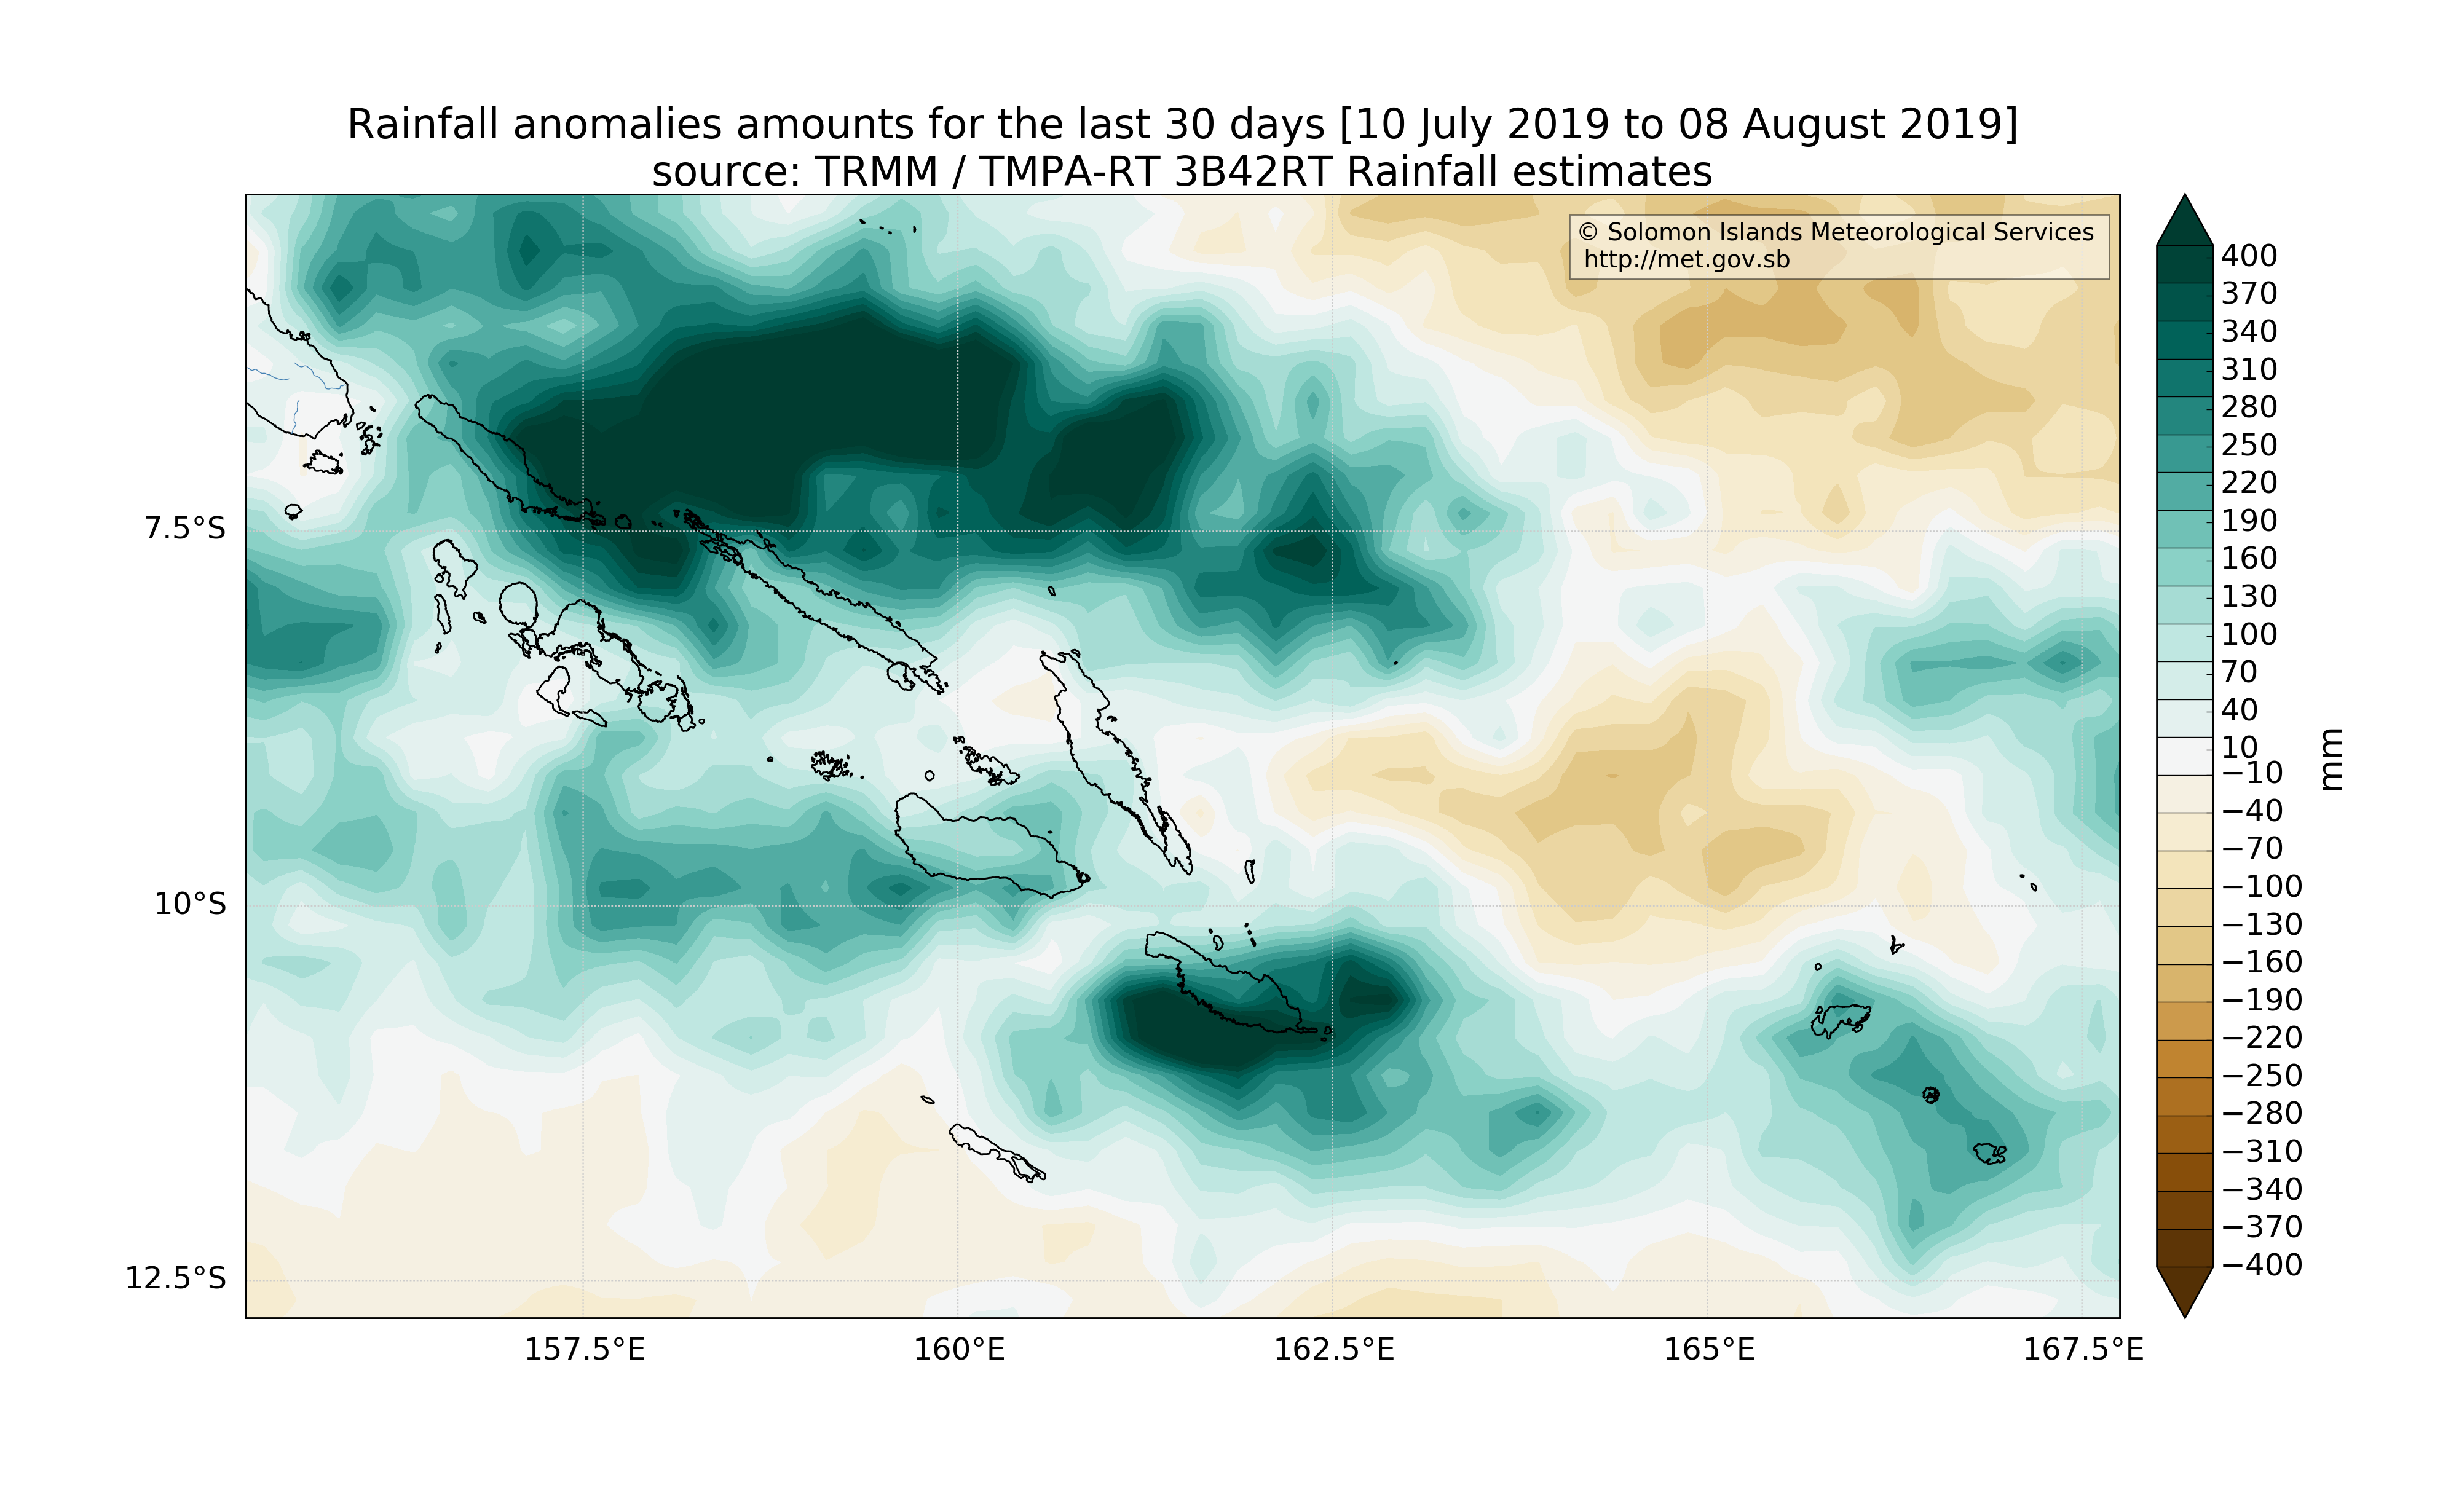 Rainfall anomalies amounts for the last 30 days [10 July 2019 to 08 August 2019]
source: TRMM / TMPA-RT 3B42RT Rainfall estimates
© Solomon Islands Meteorological Services
http://met.gov.sb
7.5°S
10°S
12.5°S
157.5°E
160°E
162.5°E
165°E
167.5°E
400
370
340
310
280
250
220
190
160
130
100
70
40
10
−10
−40
−70
−100
−130
−160
−190
−220
−250
−280
−310
−340
−370
−400
mm